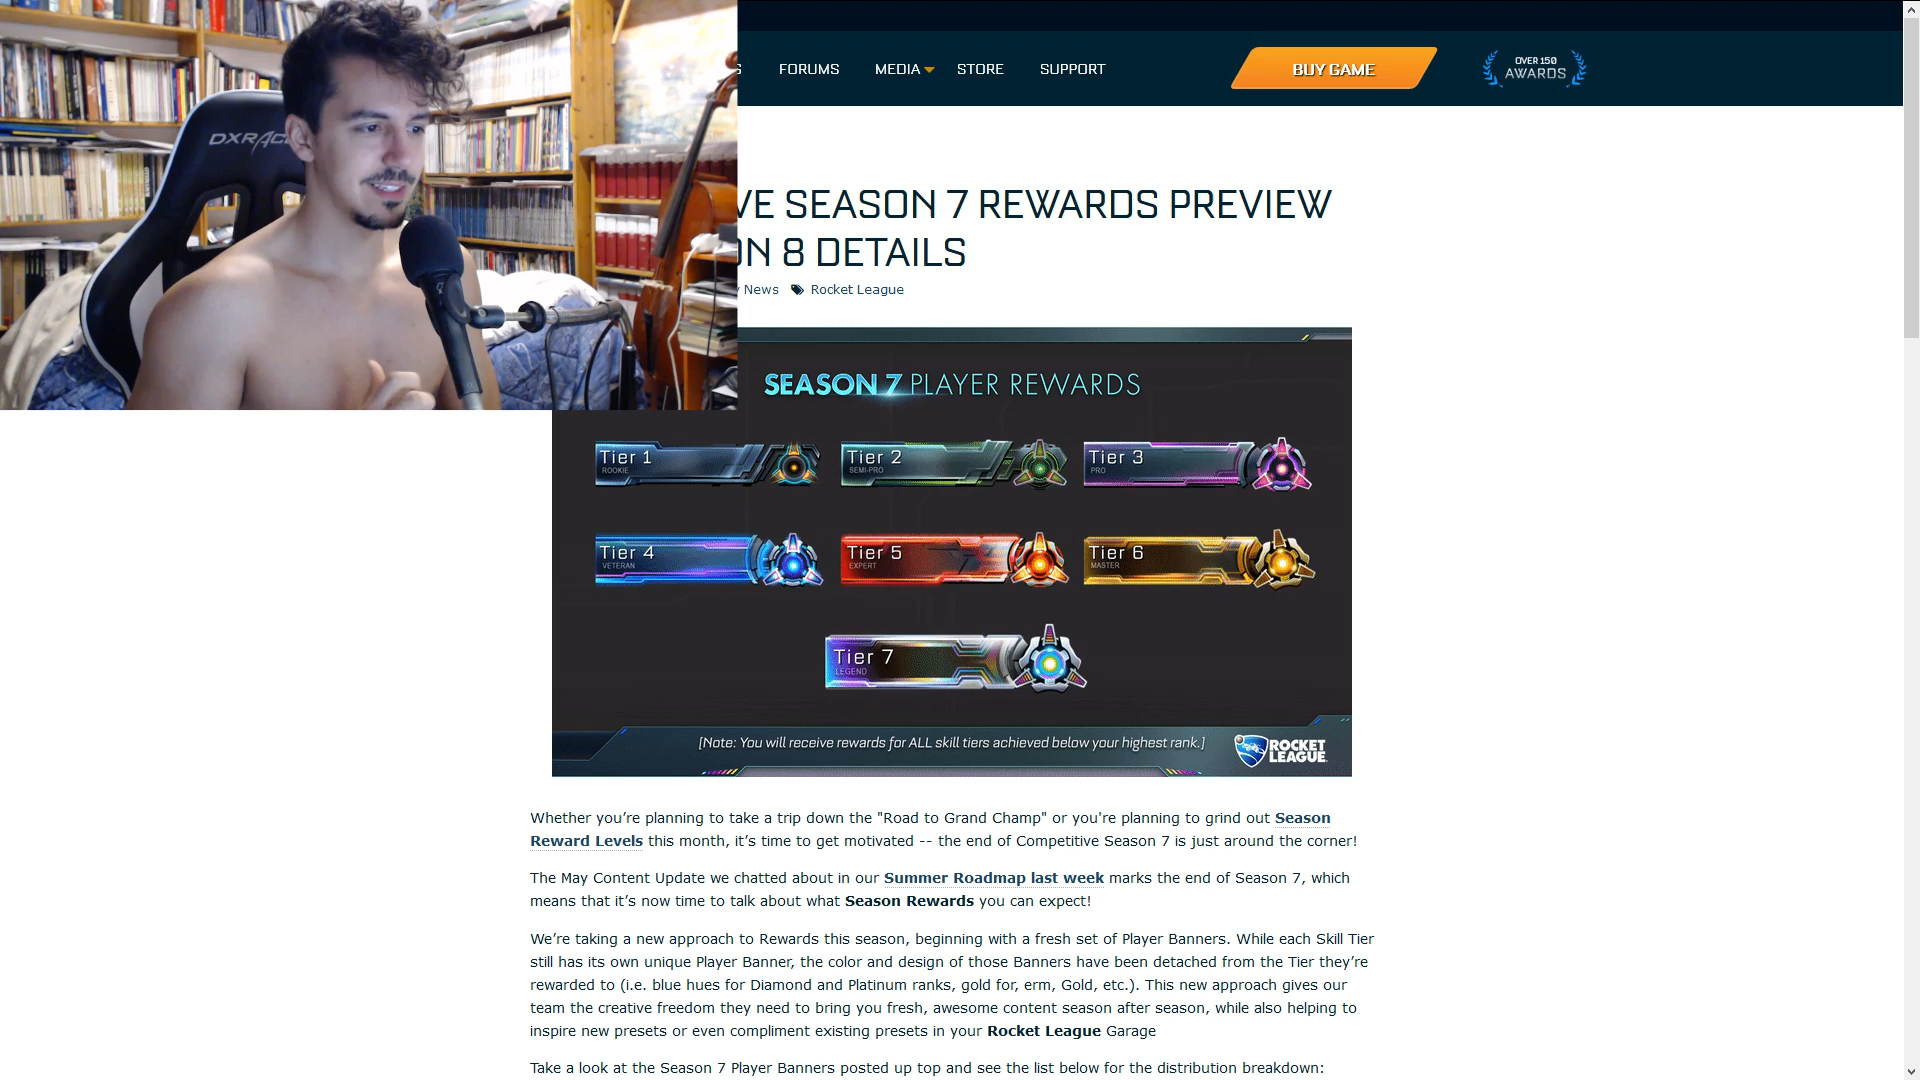 DXRAC
FORUMS
MEDIA
STORE
SUPPORT
BUY GAME
OVER 150
AWARDS
VE SEASON 7 REWARDS PREVIEW
ON 8 DETAILS
y News
Rocket League
SEASON 7 PLAYER REWARDS
Tier 1
ROOKIE
Tier 2
SEMI-PRO
Tier 3
PRO
Tier 4
VETERAN
Tier 5
EXPERT
Tier 6
MASTER
Tier 7
LEGEND
[Note: You will receive rewards for ALL skill tiers achieved below your highest rank.]
ROCKET
LEAGUE
Whether you’re planning to take a trip down the "Road to Grand Champ" or you're planning to grind out Season
Reward Levels this month, it’s time to get motivated -- the end of Competitive Season 7 is just around the corner!
The May Content Update we chatted about in our Summer Roadmap last week marks the end of Season 7, which
means that it’s now time to talk about what Season Rewards you can expect!
We’re taking a new approach to Rewards this season, beginning with a fresh set of Player Banners. While each Skill Tier
still has its own unique Player Banner, the color and design of those Banners have been detached from the Tier they’re
rewarded to (i.e. blue hues for Diamond and Platinum ranks, gold for, erm, Gold, etc.). This new approach gives our
team the creative freedom they need to bring you fresh, awesome content season after season, while also helping to
inspire new presets or even compliment existing presets in your Rocket League Garage
Take a look at the Season 7 Player Banners posted up top and see the list below for the distribution breakdown: